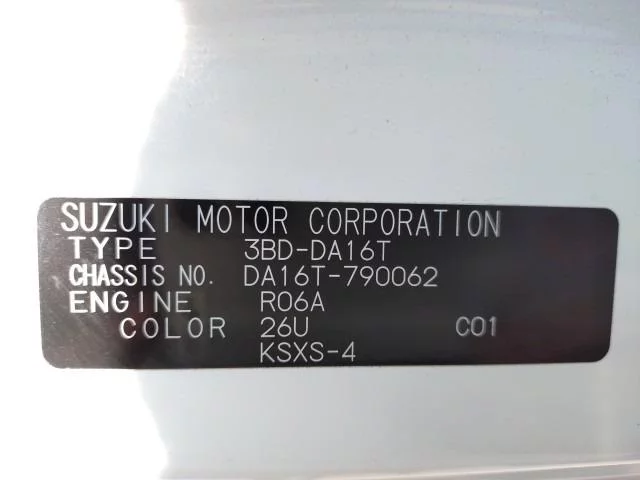 SUZUKI MOTOR CORPORATION
TYPE 3BD-DA16T
CHASSIS NO. DA16T-790062
ENGINE R06A
COLOR 26U C01
KSXS-4